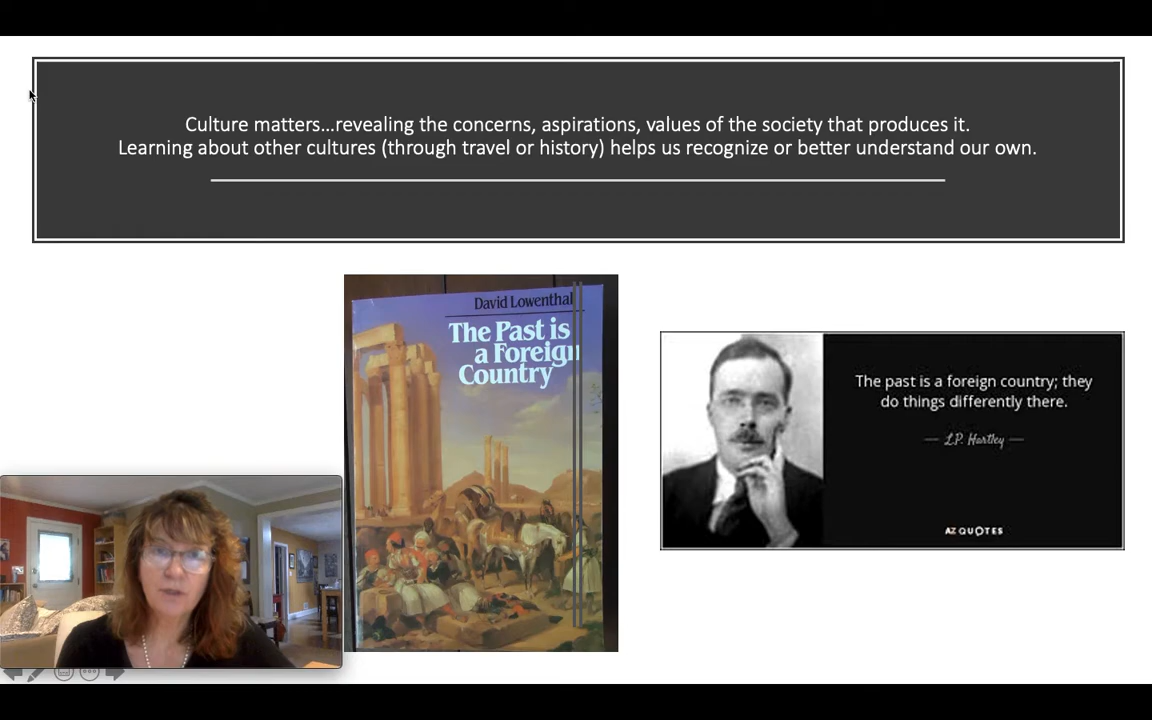 Culture matters...revealing the concerns, aspirations, values of the society that produces it.
Learning about other cultures (through travel or history) helps us recognize or better understand our own.
David Lowenthal
The Past is
a Foreign
Country
The past is a foreign country; they
do things differently there.
— L.P. Hartley —
AZ QUOTES